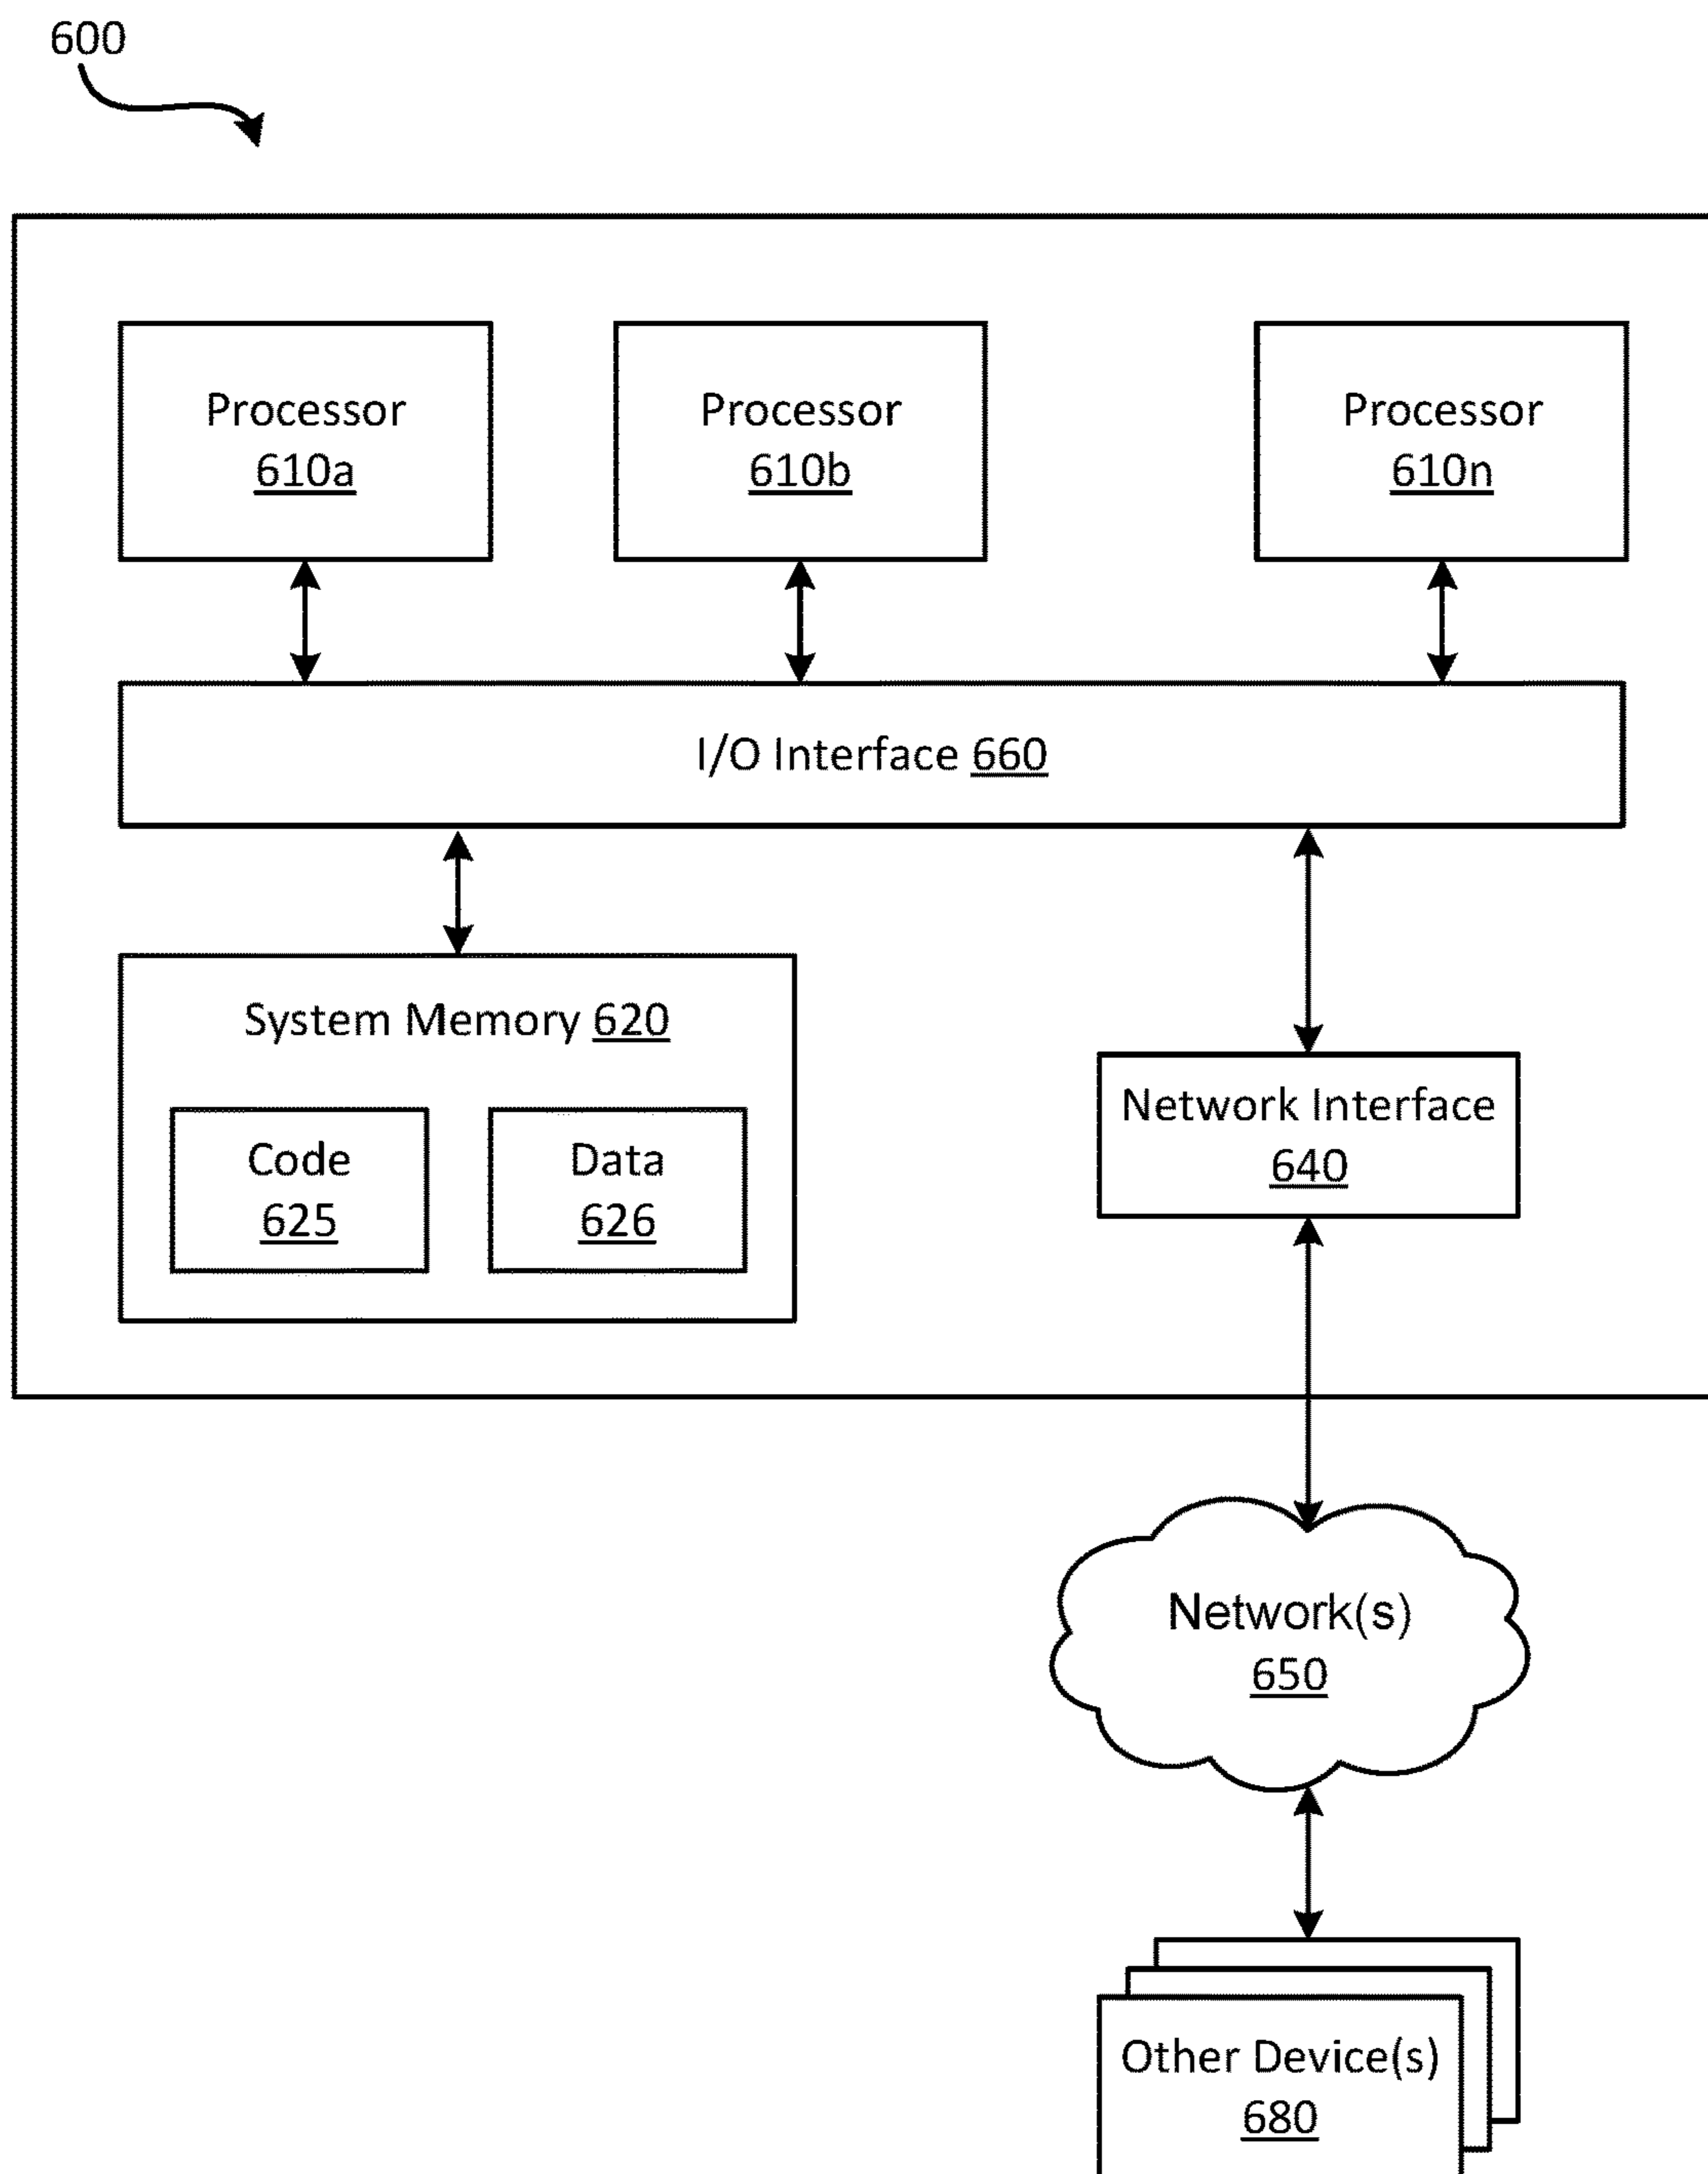 600
Processor
610a
Processor
610b
Processor
610n
I/O Interface 660
System Memory 620
Code
625
Data
626
Network Interface
640
Network(s)
650
Other Device(s)
680